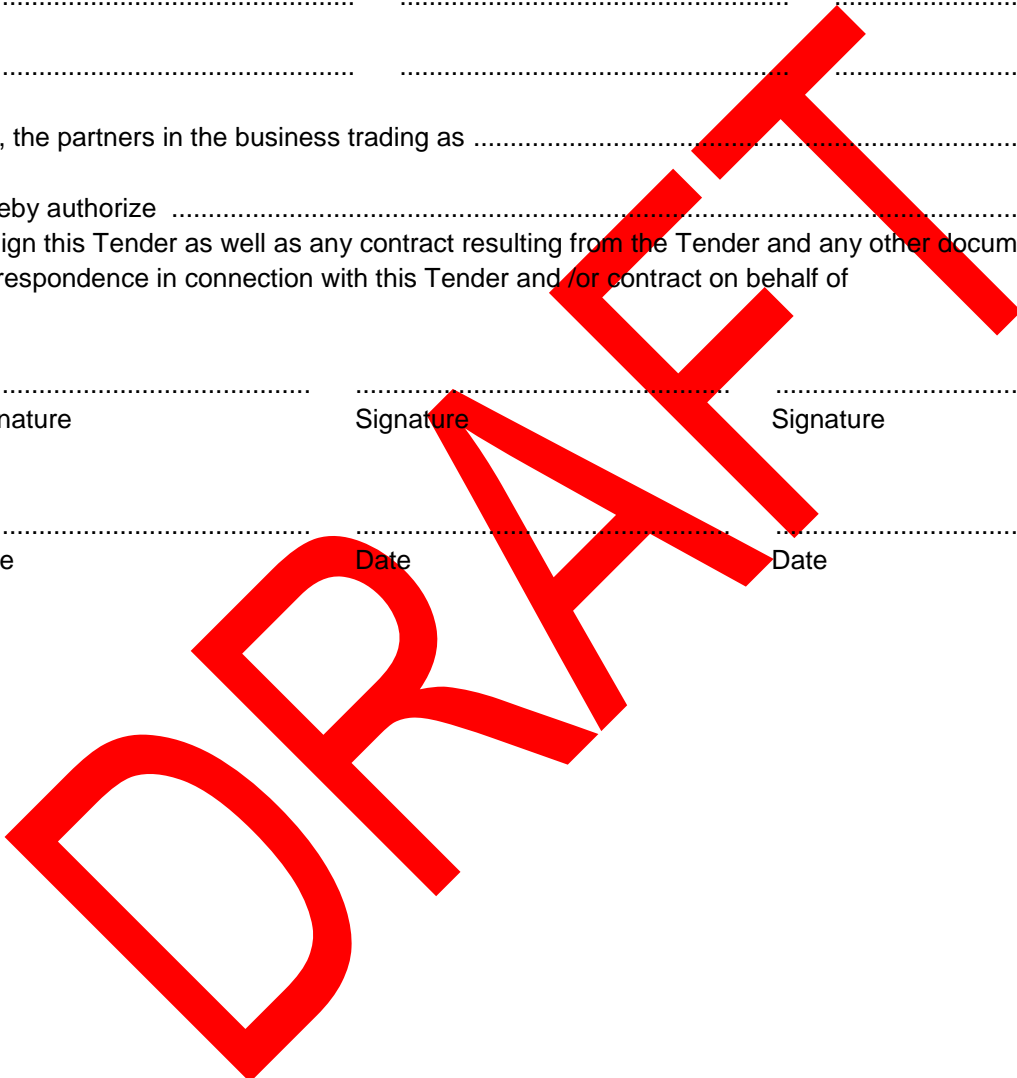 ................................................ ..................................................... .........................
................................................ ..................................................... .........................
, the partners in the business trading as ..........................................................................
eby authorize ....................................................................................................................
ign this Tender as well as any contract resulting from the Tender and any other docum
respondence in connection with this Tender and /or contract on behalf of
.......................................... ................................................... .................................
nature Signature Signature
.......................................... ................................................... .................................
e Date Date
DRAFT